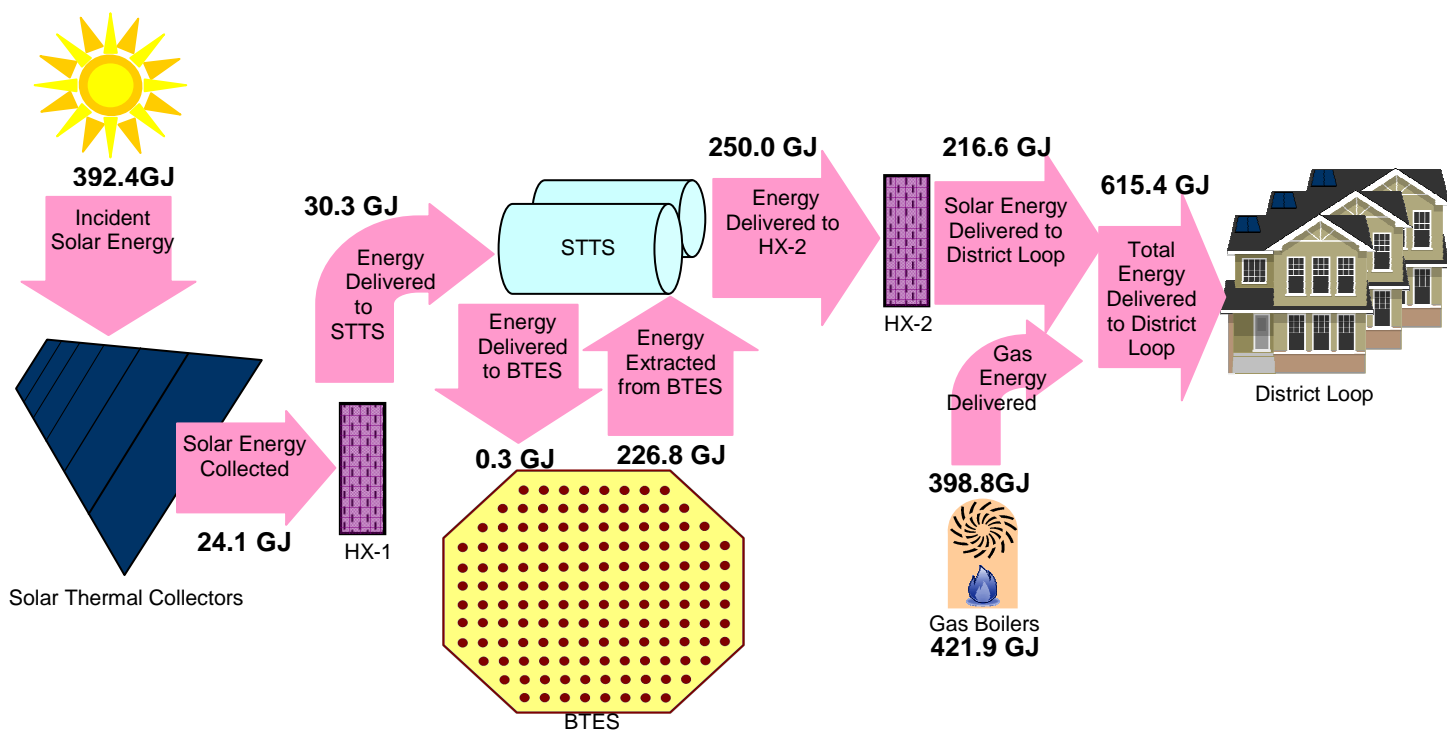 392.4GJ
Incident
Solar Energy
Solar Thermal Collectors
Solar Energy
Collected
24.1 GJ
HX-1
30.3 GJ
Energy
Delivered
to
STTS
STTS
Energy
Delivered
to BTES
0.3 GJ
Energy
Extracted
from BTES
226.8 GJ
BTES
250.0 GJ
Energy
Delivered to
HX-2
HX-2
216.6 GJ
Solar Energy
Delivered to
District Loop
Gas
Energy
Delivered
398.8GJ
Gas Boilers
421.9 GJ
615.4 GJ
Total
Energy
Delivered
to District
Loop
District Loop